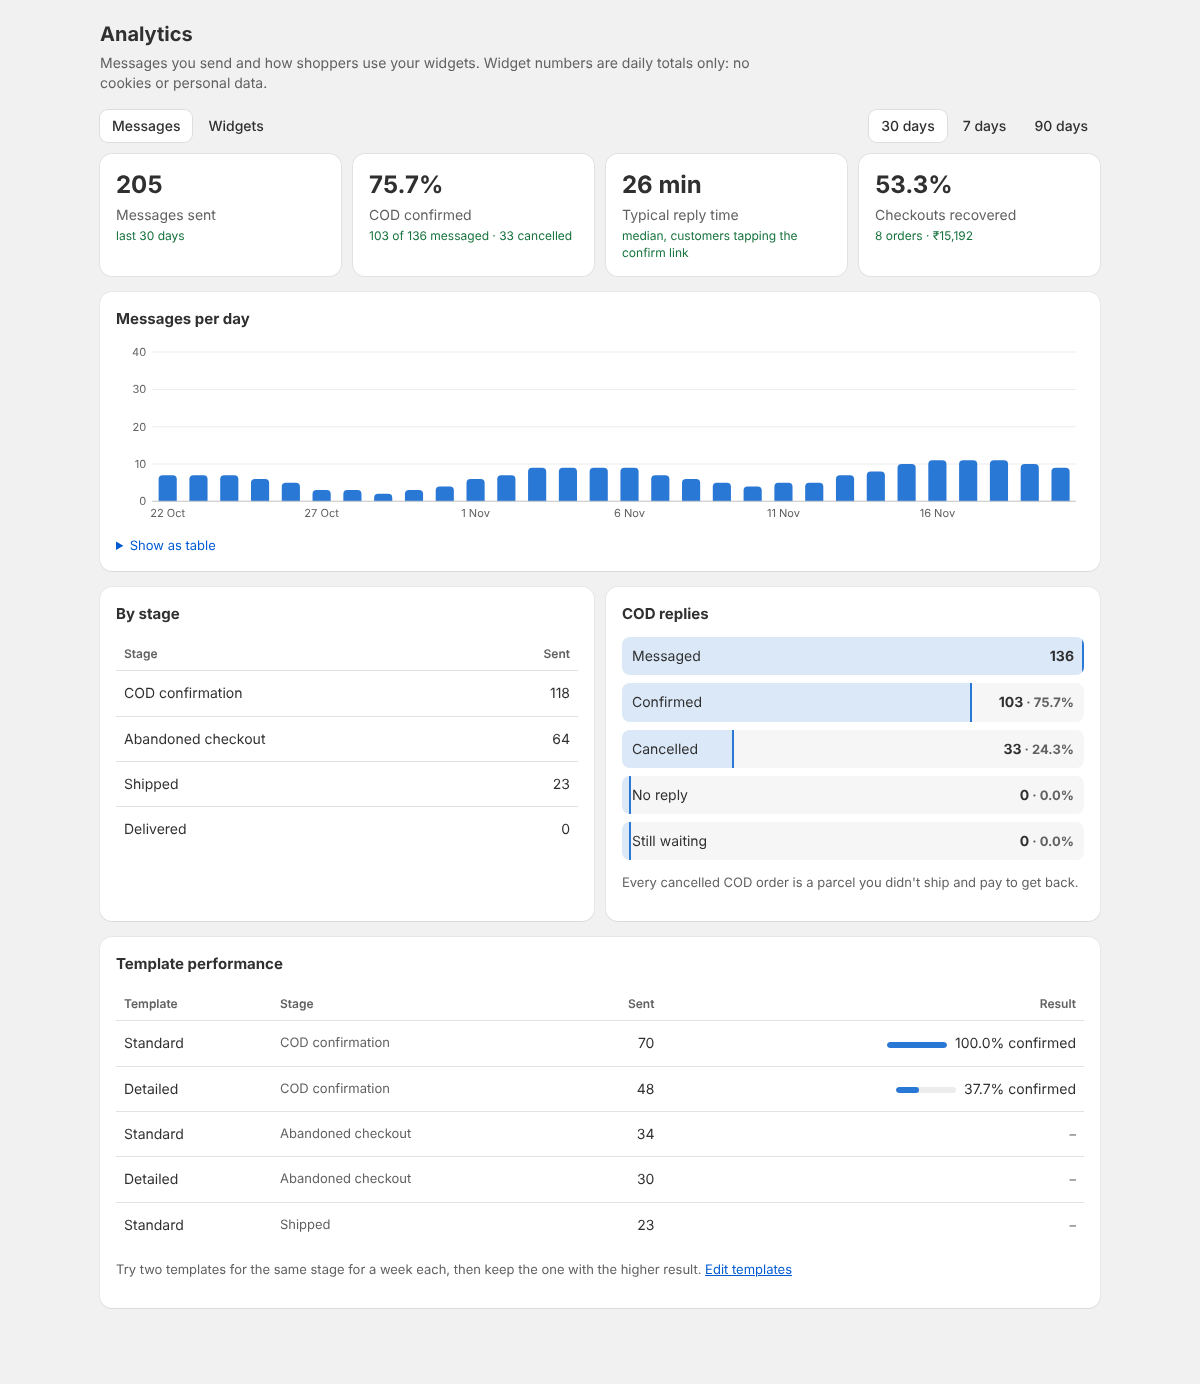 Analytics
Messages you send and how shoppers use your widgets. Widget numbers are daily totals only: no
cookies or personal data.
Messages Widgets 30 days 7 days 90 days
205
Messages sent
last 30 days
75.7%
COD confirmed
103 of 136 messaged · 33 cancelled
26 min
Typical reply time
median, customers tapping the
confirm link
53.3%
Checkouts recovered
8 orders · ₹15,192
Messages per day
40
30
20
10
0
22 Oct 27 Oct 1 Nov 6 Nov 11 Nov 16 Nov
Show as table
By stage
Stage Sent
COD confirmation 118
Abandoned checkout 64
Shipped 23
Delivered 0
COD replies
Messaged 136
Confirmed 103 · 75.7%
Cancelled 33 · 24.3%
No reply 0 · 0.0%
Still waiting 0 · 0.0%
Every cancelled COD order is a parcel you didn't ship and pay to get back.
Template performance
Template Stage Sent Result
Standard COD confirmation 70 100.0% confirmed
Detailed COD confirmation 48 37.7% confirmed
Standard Abandoned checkout 34 –
Detailed Abandoned checkout 30 –
Standard Shipped 23 –
Try two templates for the same stage for a week each, then keep the one with the higher result. Edit templates